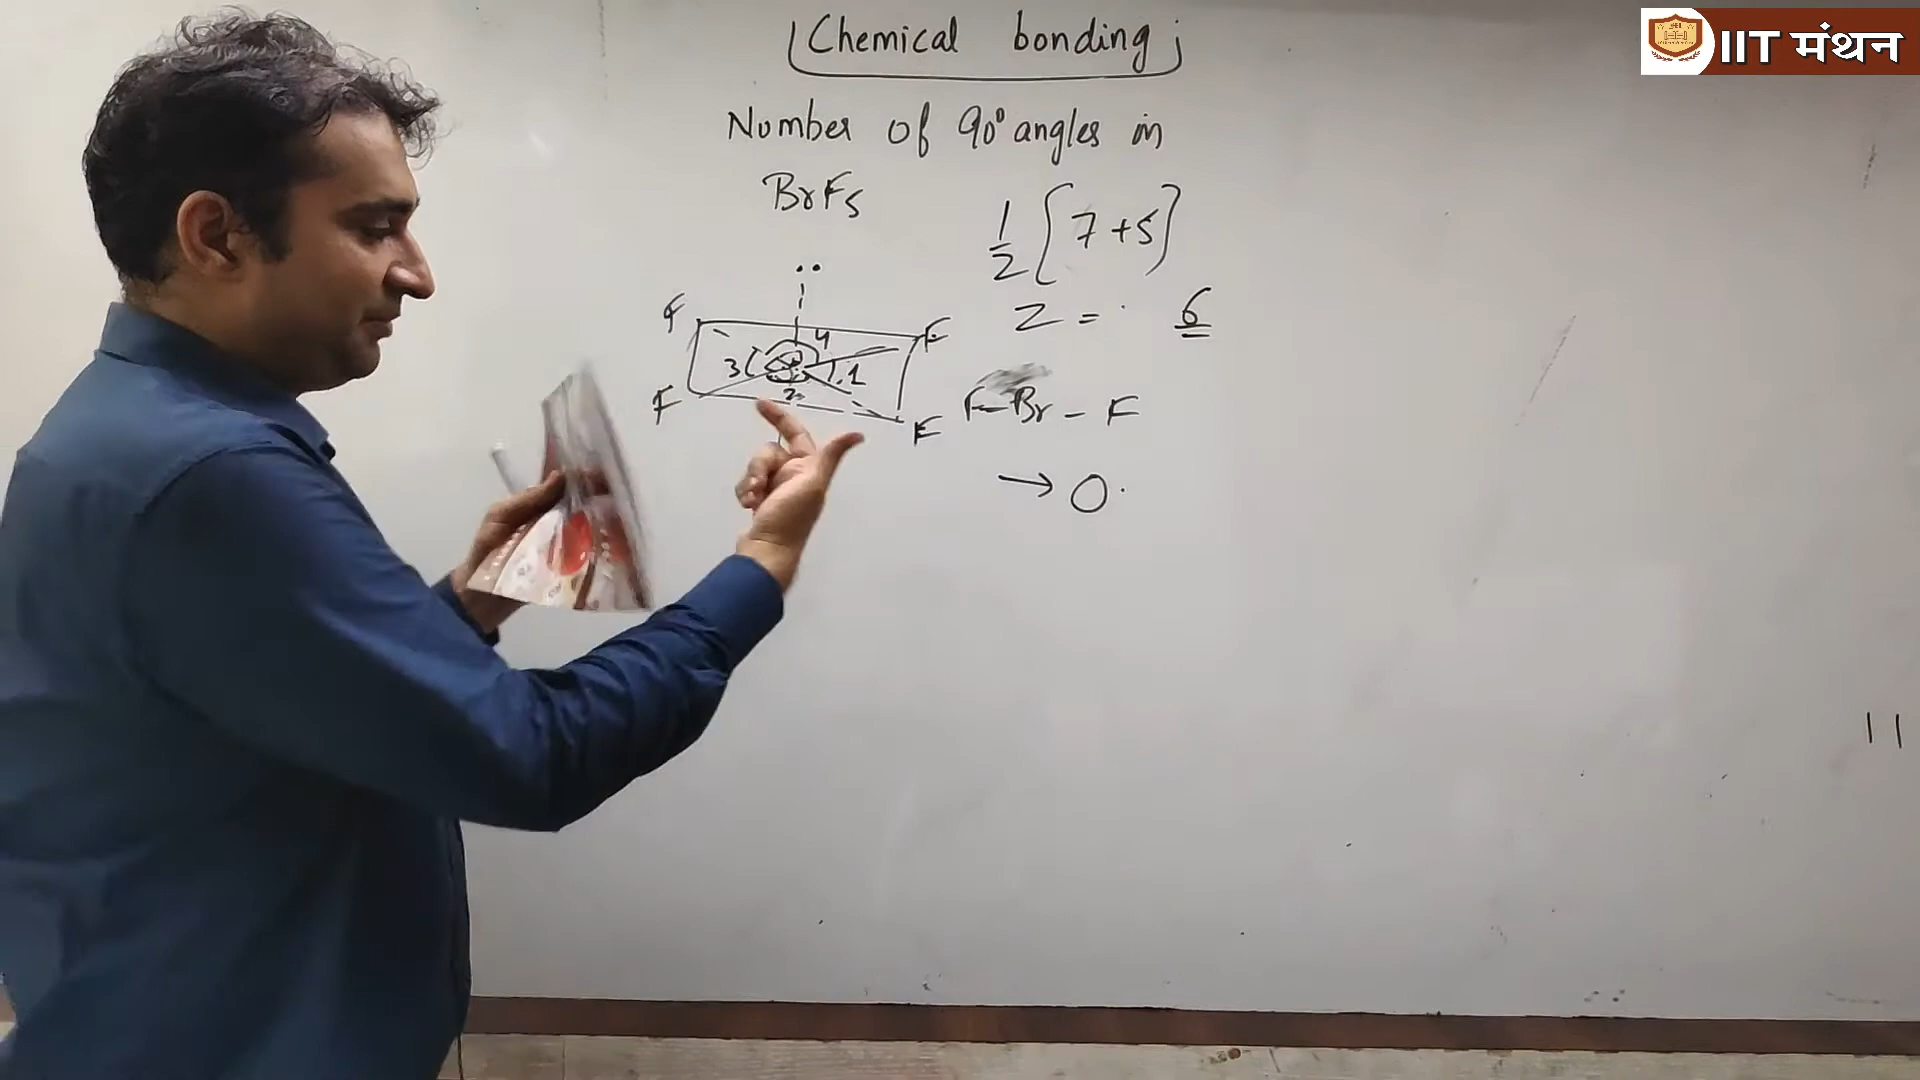 Chemical bonding
IIT मंथन
Number of 90° angles in
BrF5
1/2 [7+5]
Z = 6
F F
4
3 1
2
F F
F-Br-F
→ 0